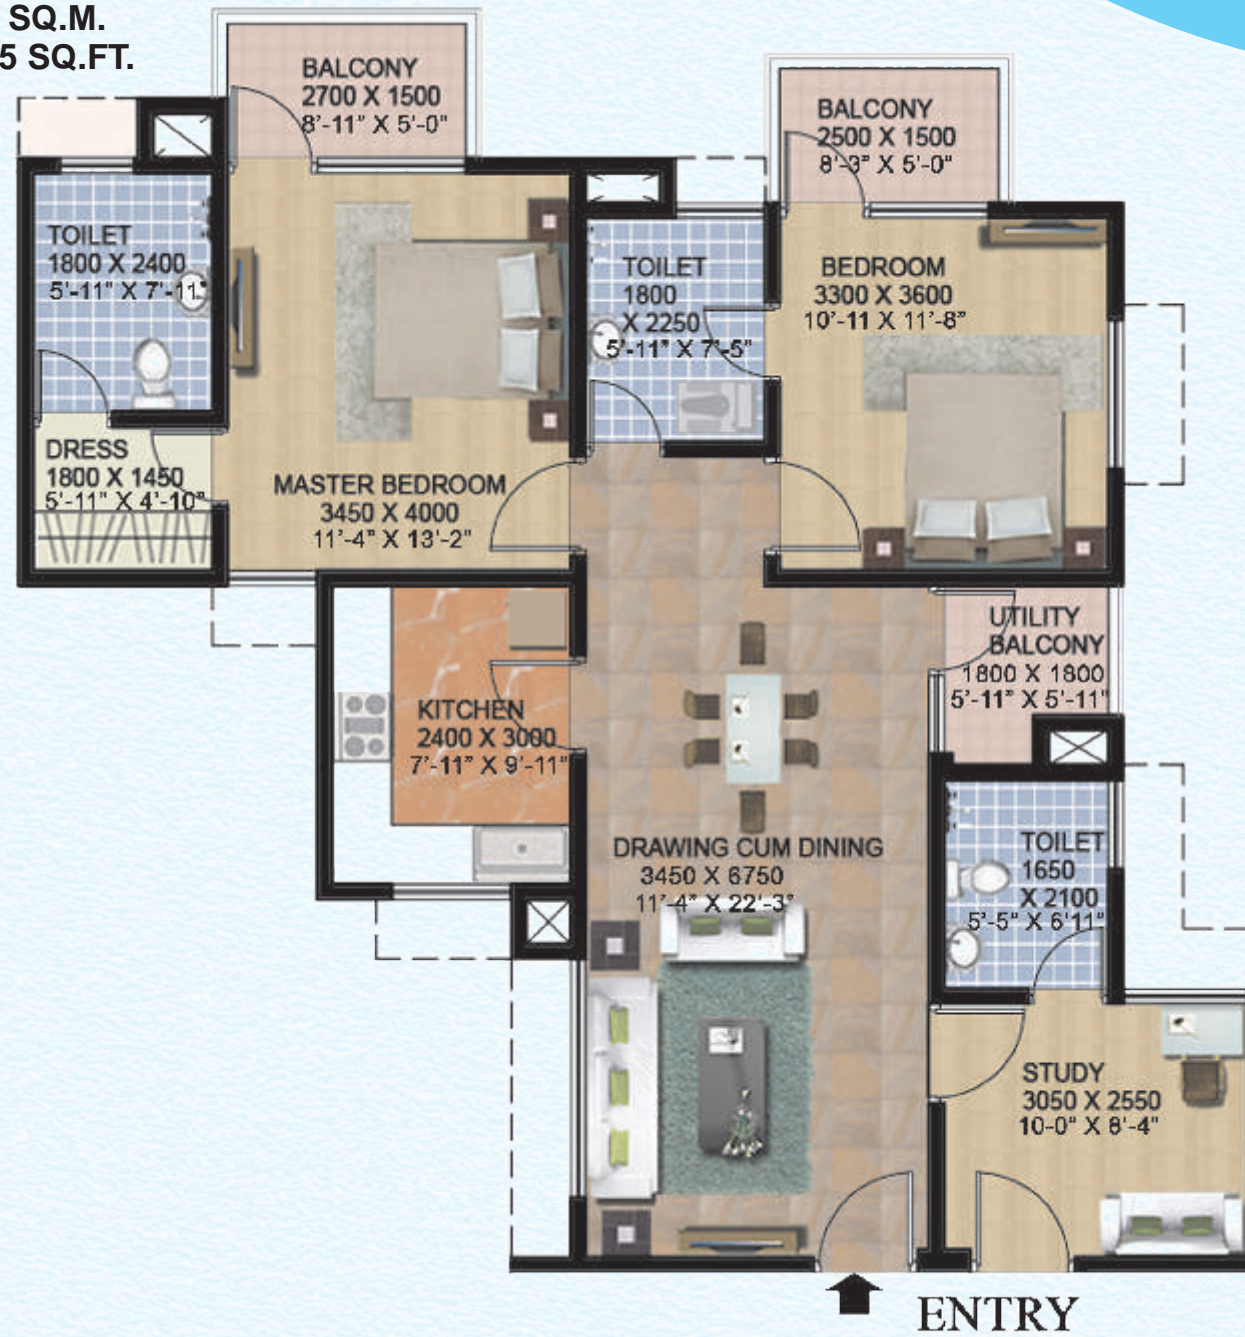 SQ.M.
5 SQ.FT.
BALCONY
2700 X 1500
8'-11" X 5'-0"
BALCONY
2500 X 1500
8'-3" X 5'-0"
TOILET
1800 X 2400
5'-11" X 7'-11"
TOILET
1800
X 2250
5'-11" X 7'-5"
BEDROOM
3300 X 3600
10'-11 X 11'-8"
DRESS
1800 X 1450
5'-11" X 4'-10"
MASTER BEDROOM
3450 X 4000
11'-4" X 13'-2"
UTILITY
BALCONY
1800 X 1800
5'-11" X 5'-11"
KITCHEN
2400 X 3000
7'-11" X 9'-11"
DRAWING CUM DINING
3450 X 6750
11'-4" X 22'-3"
TOILET
1650
X 2100
5'-5" X 6'11"
STUDY
3050 X 2550
10-0" X 8'-4"
ENTRY